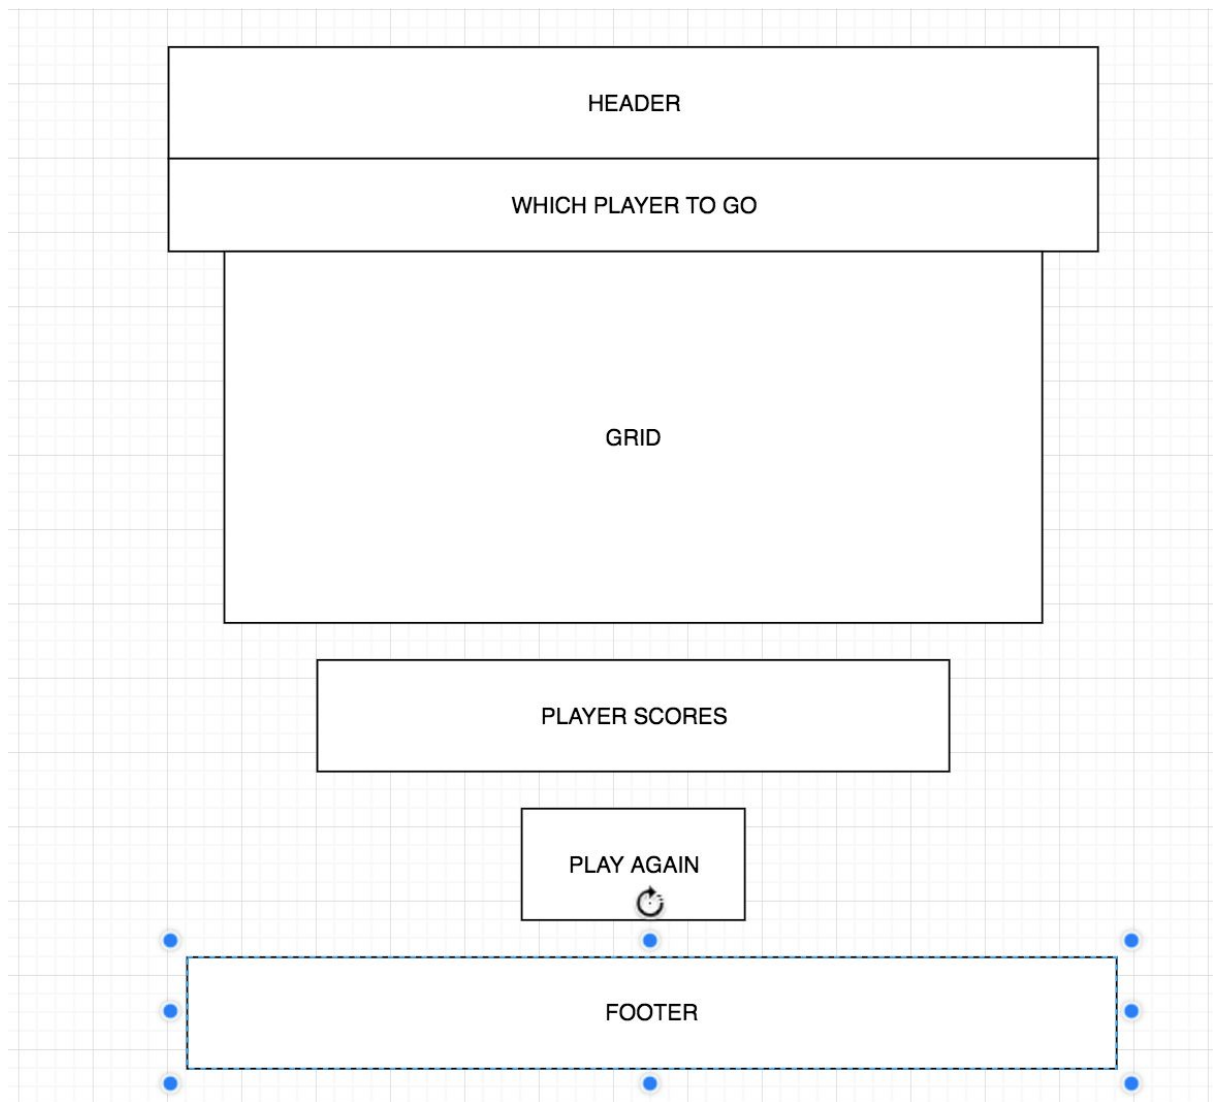 HEADER
WHICH PLAYER TO GO
GRID
PLAYER SCORES
PLAY AGAIN
FOOTER